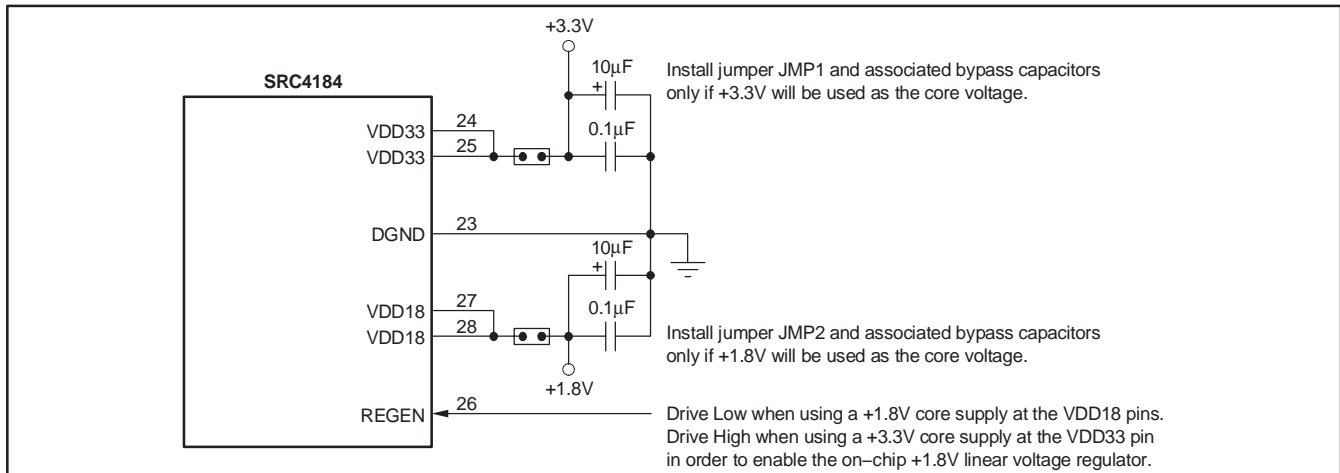 +3.3V
10μF
+
Install jumper JMP1 and associated bypass capacitors
only if +3.3V will be used as the core voltage.
SRC4184
VDD33 24
0.1μF
VDD33 25
DGND 23
10μF
+
VDD18 27
0.1μF
VDD18 28
Install jumper JMP2 and associated bypass capacitors
only if +1.8V will be used as the core voltage.
+1.8V
REGEN 26
Drive Low when using a +1.8V core supply at the VDD18 pins.
Drive High when using a +3.3V core supply at the VDD33 pin
in order to enable the on–chip +1.8V linear voltage regulator.